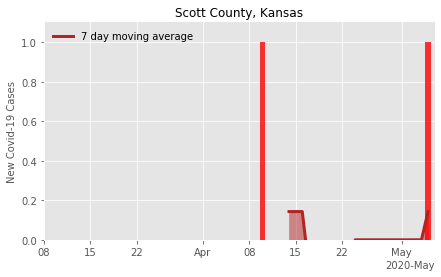 Scott County, Kansas
7 day moving average
New Covid-19 Cases
1.0
0.8
0.6
0.4
0.2
0.0
08 15 22 Apr 08 15 22 May
2020-May